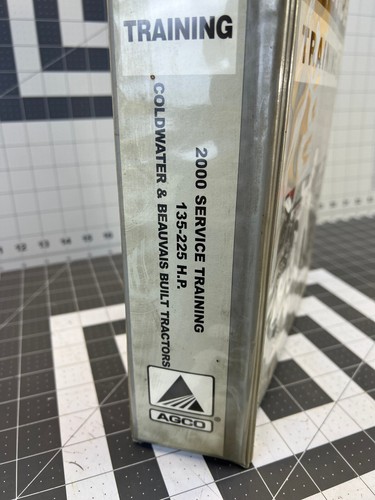 TRAINING
2000 SERVICE TRAINING
135-225 H.P.
COLDWATER & BEAUVAIS BUILT TRACTORS
AGCO